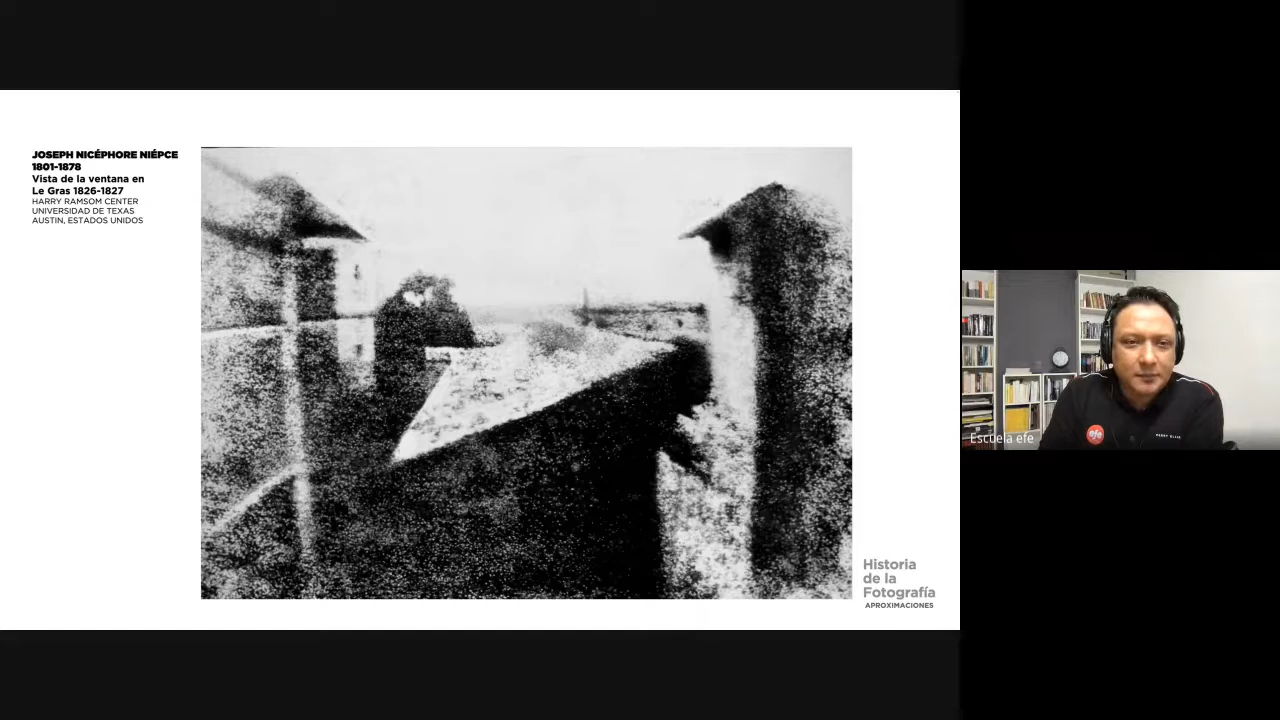 JOSEPH NICÉPHORE NIÉPCE
1801-1878
Vista de la ventana en
Le Gras 1826-1827
HARRY RAMSOM CENTER
UNIVERSIDAD DE TEXAS
AUSTIN, ESTADOS UNIDOS
Historia
de la
Fotografía
APROXIMACIONES
efe
Escuela efe